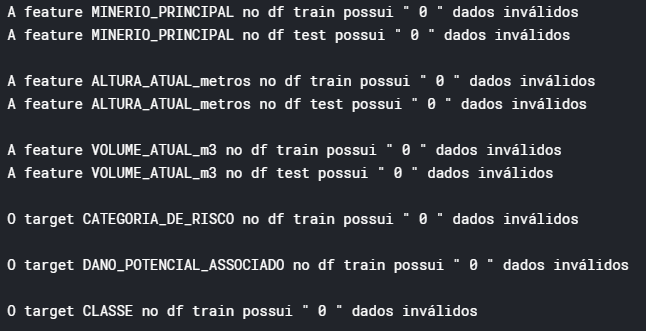 A feature MINERIO_PRINCIPAL no df train possui " 0 " dados inválidos
A feature MINERIO_PRINCIPAL no df test possui " 0 " dados inválidos
A feature ALTURA_ATUAL_metros no df train possui " 0 " dados inválidos
A feature ALTURA_ATUAL_metros no df test possui " 0 " dados inválidos
A feature VOLUME_ATUAL_m3 no df train possui " 0 " dados inválidos
A feature VOLUME_ATUAL_m3 no df test possui " 0 " dados inválidos
O target CATEGORIA_DE_RISCO no df train possui " 0 " dados inválidos
O target DANO_POTENCIAL_ASSOCIADO no df train possui " 0 " dados inválidos
O target CLASSE no df train possui " 0 " dados inválidos